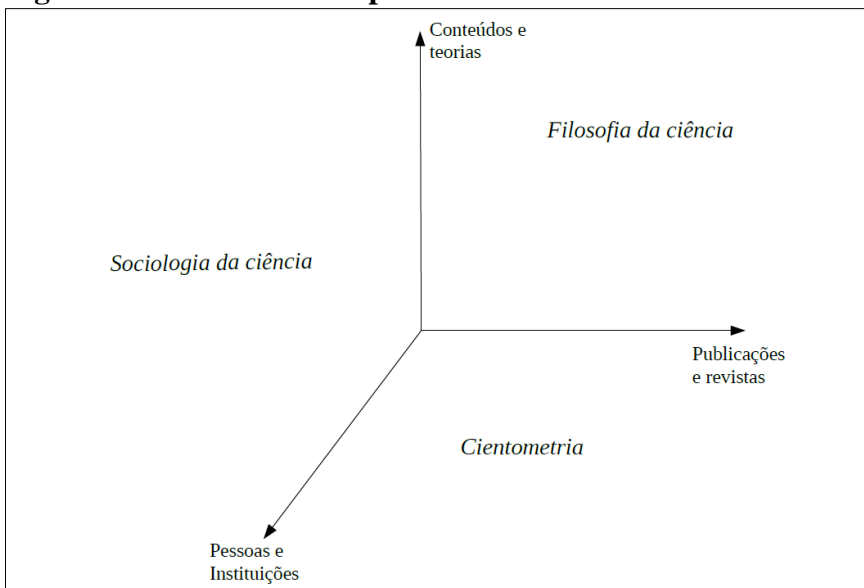 Conteúdos e
teorias
Filosofia da ciência
Sociologia da ciência
Publicações
e revistas
Cientometria
Pessoas e
Instituições